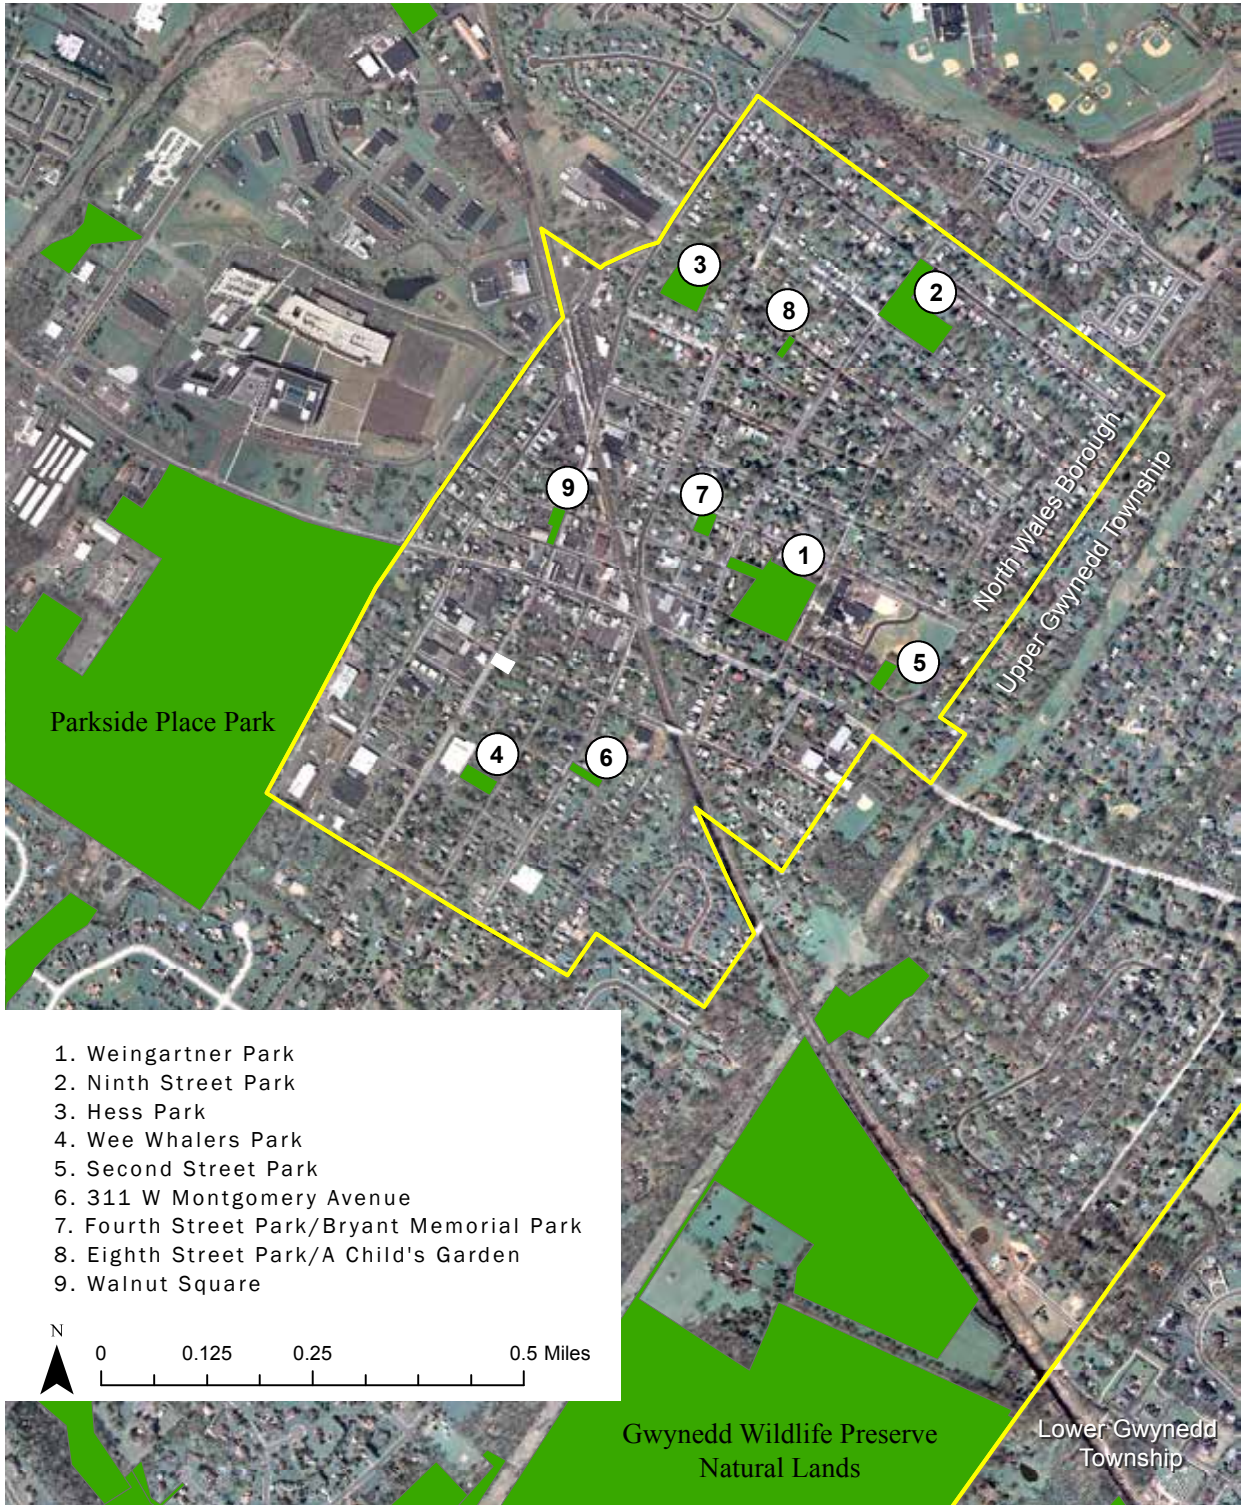 3
2
8
9
7
1
North Wales Borough
Upper Gwynedd Township
5
Parkside Place Park
4
6
1. Weingartner Park
2. Ninth Street Park
3. Hess Park
4. Wee Whalers Park
5. Second Street Park
6. 311 W Montgomery Avenue
7. Fourth Street Park/Bryant Memorial Park
8. Eighth Street Park/A Child's Garden
9. Walnut Square
N
0 0.125 0.25 0.5 Miles
Gwynedd Wildlife Preserve
Natural Lands
Lower Gwynedd
Township